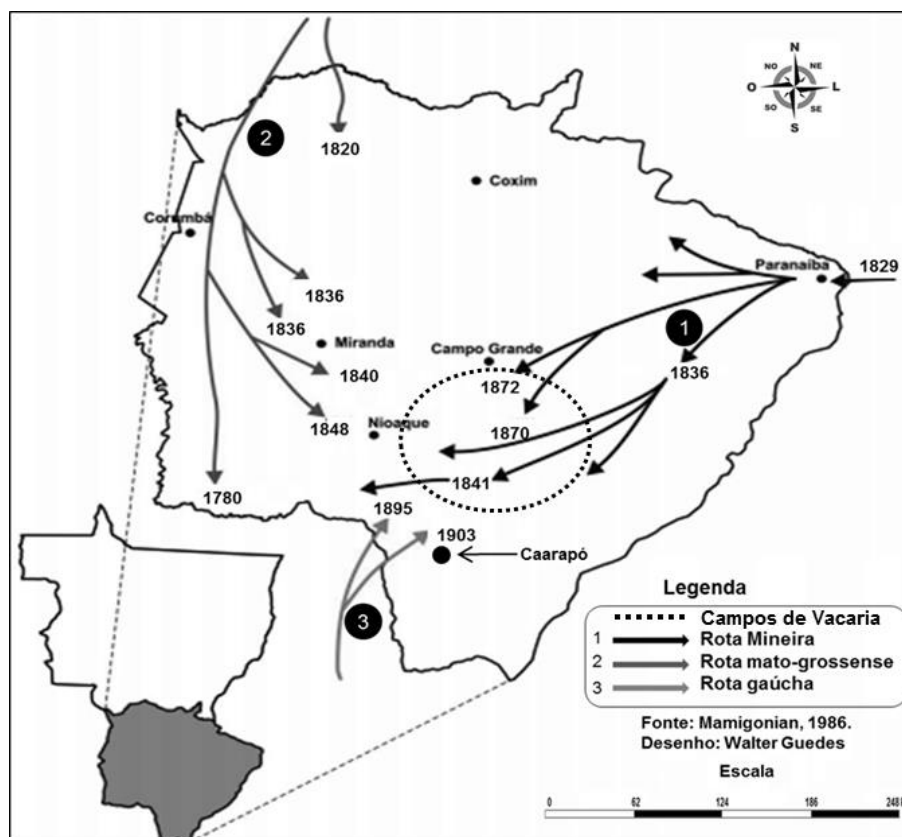 N
NO NE
O L
SO SE
S
2
1820
Coxim
Corumbá
Paranaíba
1829
1836
1836
1
Miranda
Campo Grande
1840
1872
1836
1848
Nioaque
1870
1780
1841
1895
1903
Caarapó
3
Legenda
Campos de Vacaria
1 Rota Mineira
2 Rota mato-grossense
3 Rota gaúcha
Fonte: Mamigonian, 1986.
Desenho: Walter Guedes
Escala
0 62 124 186 248